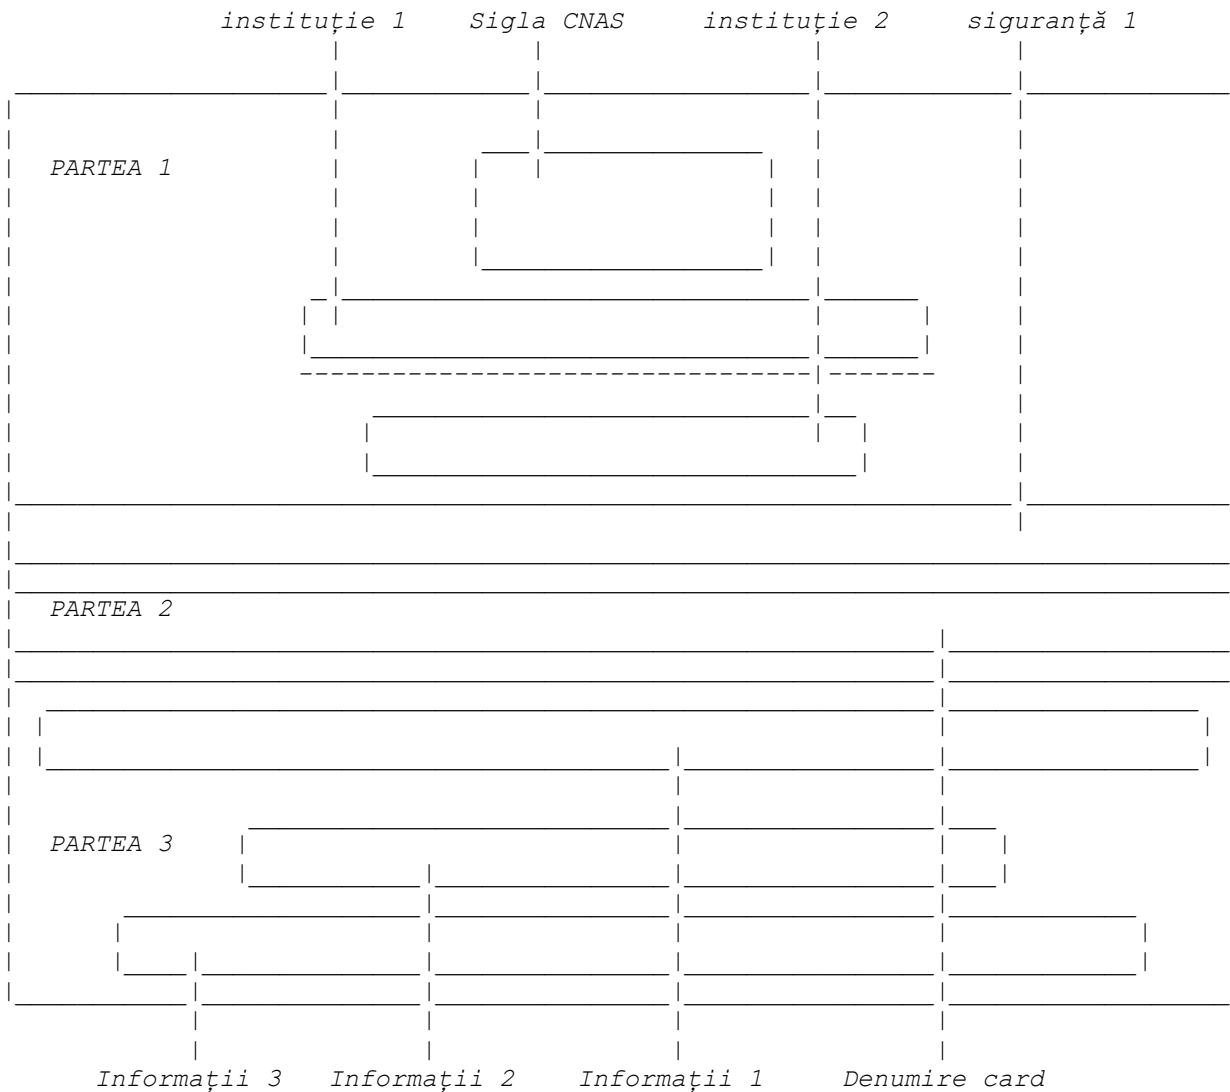 instituție 1 Sigla CNAS instituție 2 siguranță 1
PARTEA 1
PARTEA 2
PARTEA 3
Informații 3 Informații 2 Informații 1 Denumire card